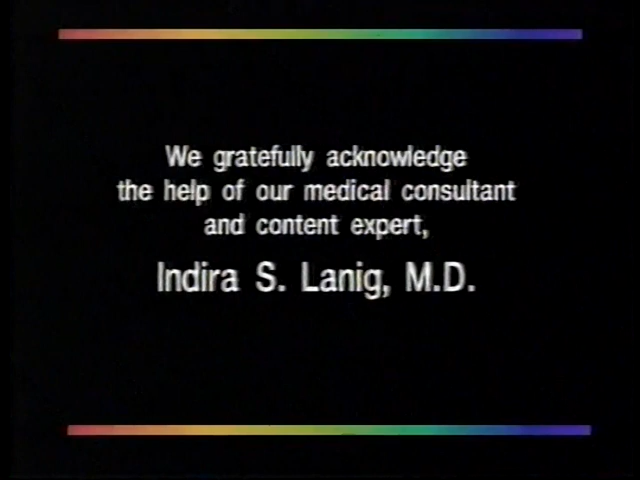 We gratefully acknowledge
the help of our medical consultant
and content expert,
Indira S. Lanig, M.D.